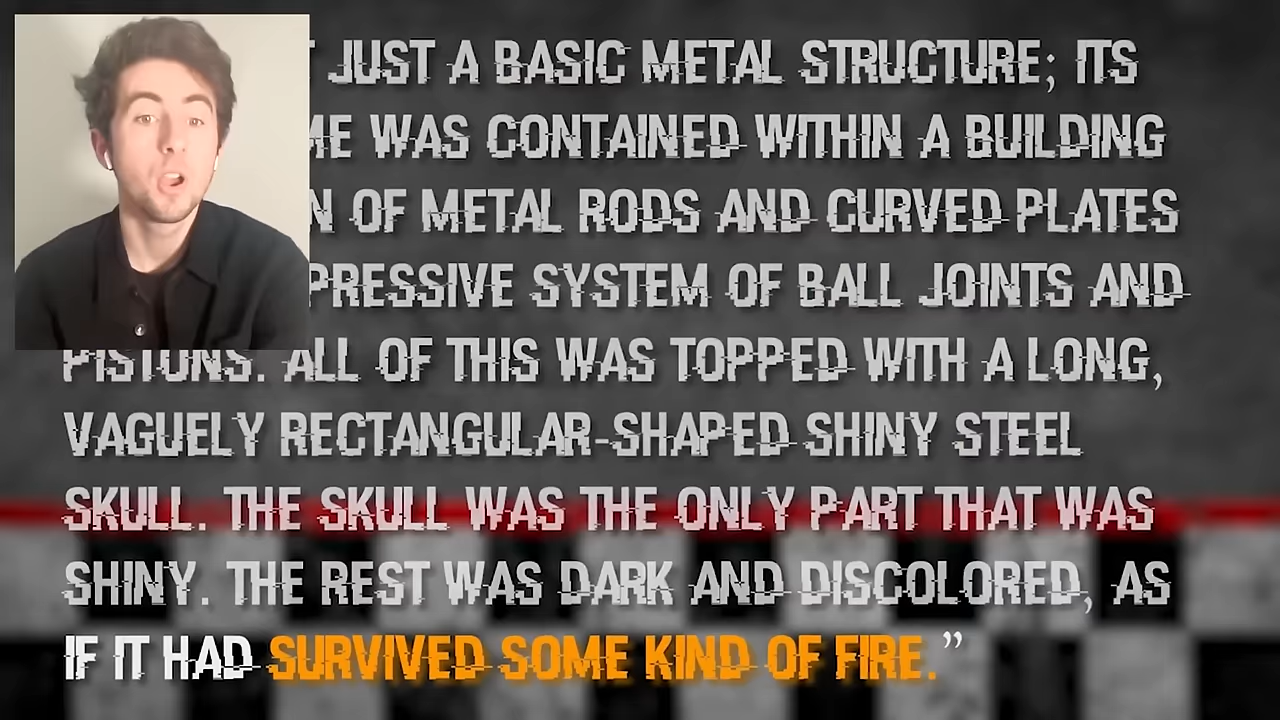 JUST A BASIC METAL STRUCTURE; ITS
WAS CONTAINED WITHIN A BUILDING
OF METAL RODS AND CURVED PLATES
SYSTEM OF BALL JOINTS AND
PISTONS. ALL OF THIS WAS TOPPED WITH A LONG,
VAGUELY RECTANGULAR-SHAPED SHINY STEEL
SKULL. THE SKULL WAS THE ONLY PART THAT WAS
SHINY. THE REST WAS DARK AND DISCOLORED, AS
IF IT HAD SURVIVED SOME KIND OF FIRE.”